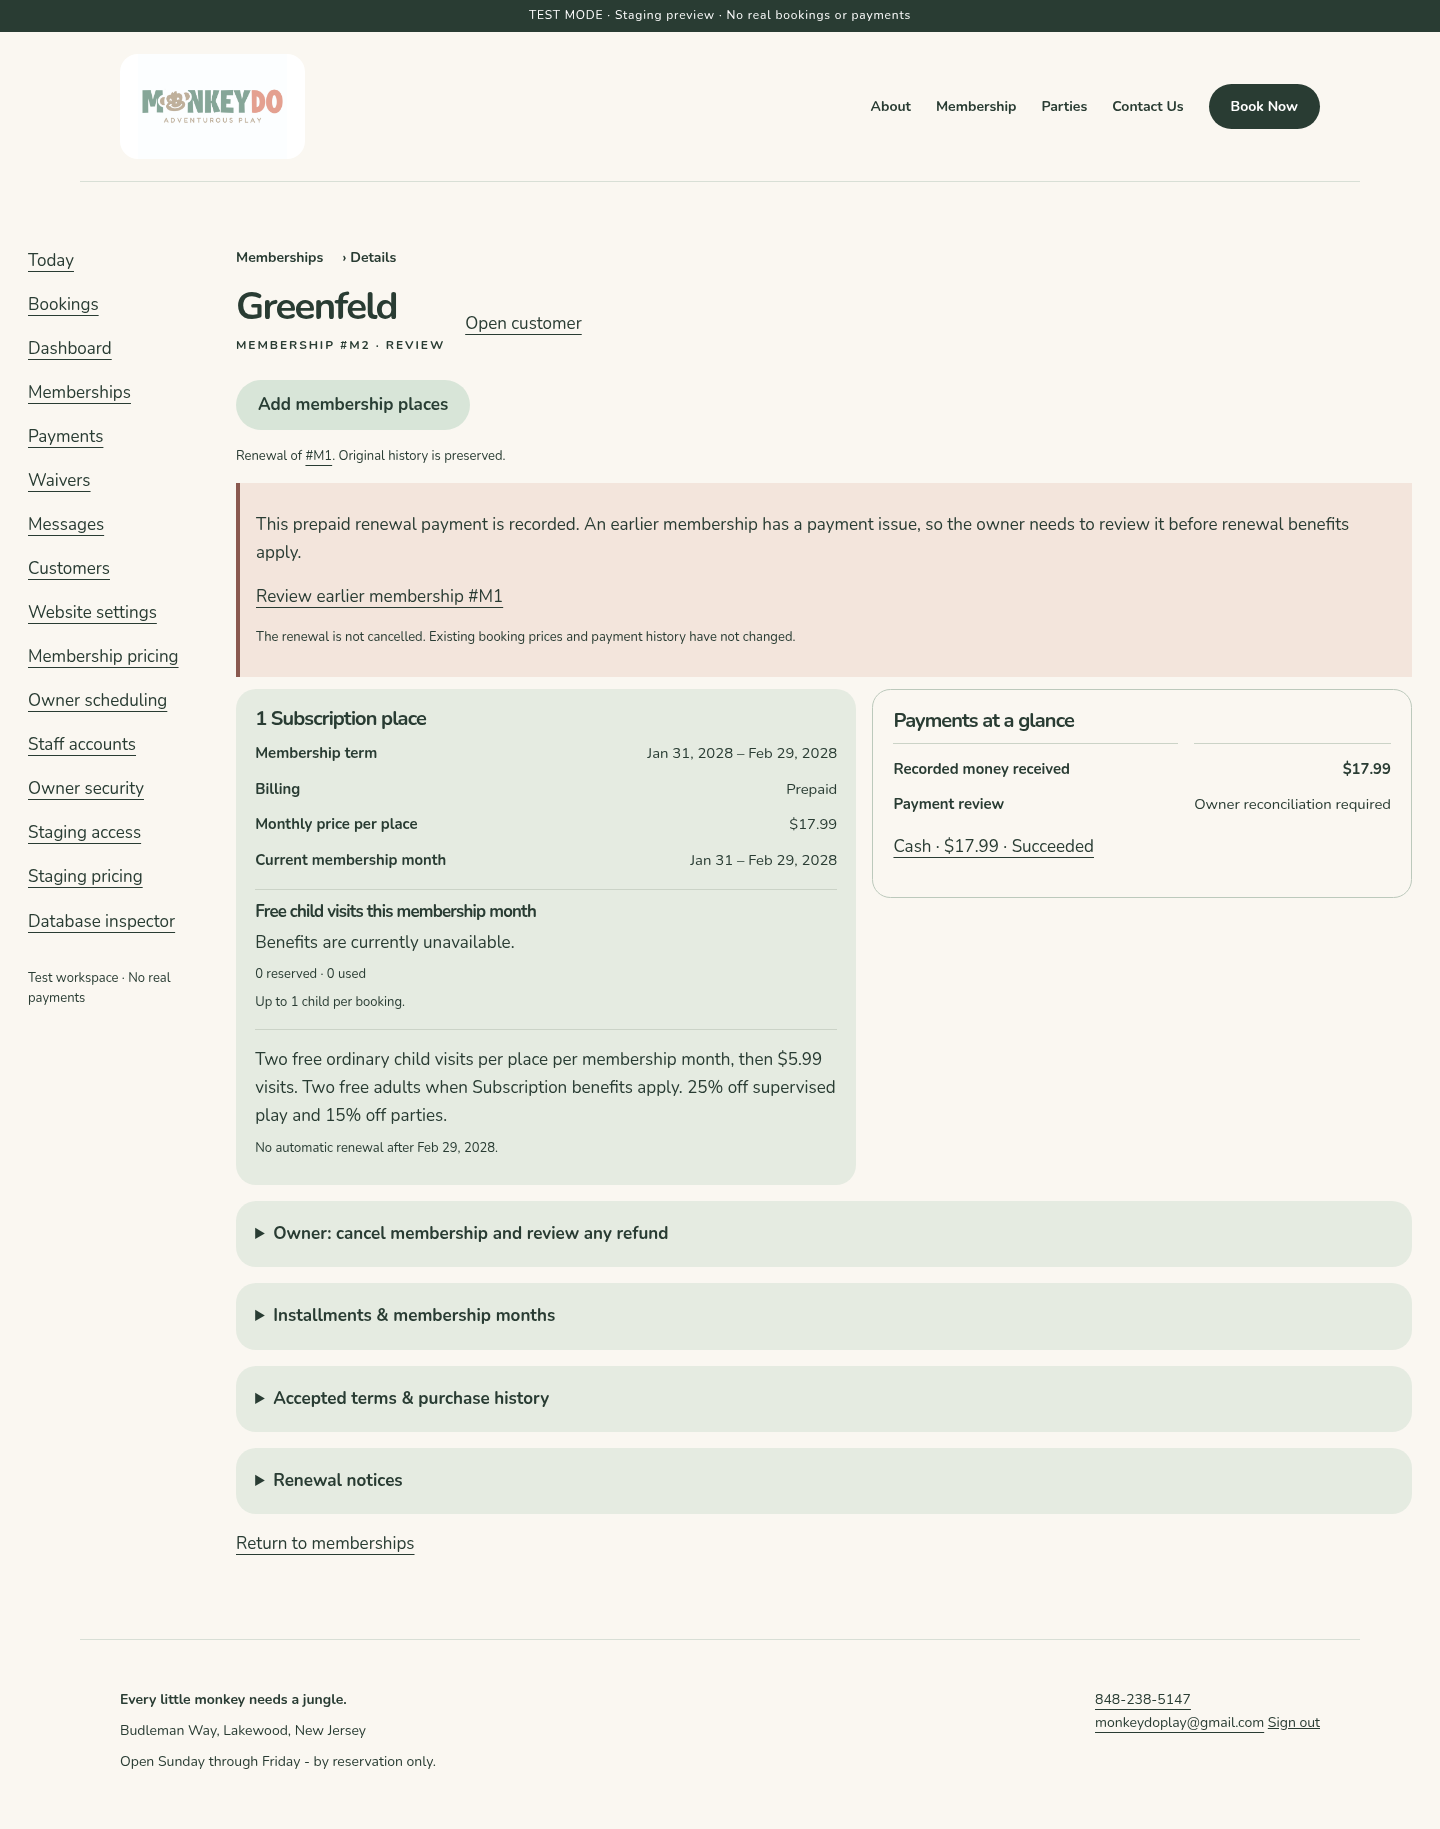 TEST MODE · Staging preview · No real bookings or payments
MONKEYDO
ADVENTUROUS PLAY
About Membership Parties Contact Us Book Now
Today
Bookings
Dashboard
Memberships
Payments
Waivers
Messages
Customers
Website settings
Membership pricing
Owner scheduling
Staff accounts
Owner security
Staging access
Staging pricing
Database inspector
Test workspace · No real
payments
Memberships › Details
Greenfeld
MEMBERSHIP #M2 · REVIEW
Open customer
Add membership places
Renewal of #M1. Original history is preserved.
This prepaid renewal payment is recorded. An earlier membership has a payment issue, so the owner needs to review it before renewal benefits
apply.
Review earlier membership #M1
The renewal is not cancelled. Existing booking prices and payment history have not changed.
1 Subscription place
Membership term Jan 31, 2028 – Feb 29, 2028
Billing Prepaid
Monthly price per place $17.99
Current membership month Jan 31 – Feb 29, 2028
Free child visits this membership month
Benefits are currently unavailable.
0 reserved · 0 used
Up to 1 child per booking.
Two free ordinary child visits per place per membership month, then $5.99
visits. Two free adults when Subscription benefits apply. 25% off supervised
play and 15% off parties.
No automatic renewal after Feb 29, 2028.
Payments at a glance
Recorded money received $17.99
Payment review Owner reconciliation required
Cash · $17.99 · Succeeded
Owner: cancel membership and review any refund
Installments & membership months
Accepted terms & purchase history
Renewal notices
Return to memberships
Every little monkey needs a jungle.
Budleman Way, Lakewood, New Jersey
Open Sunday through Friday - by reservation only.
848-238-5147
monkeydoplay@gmail.com Sign out